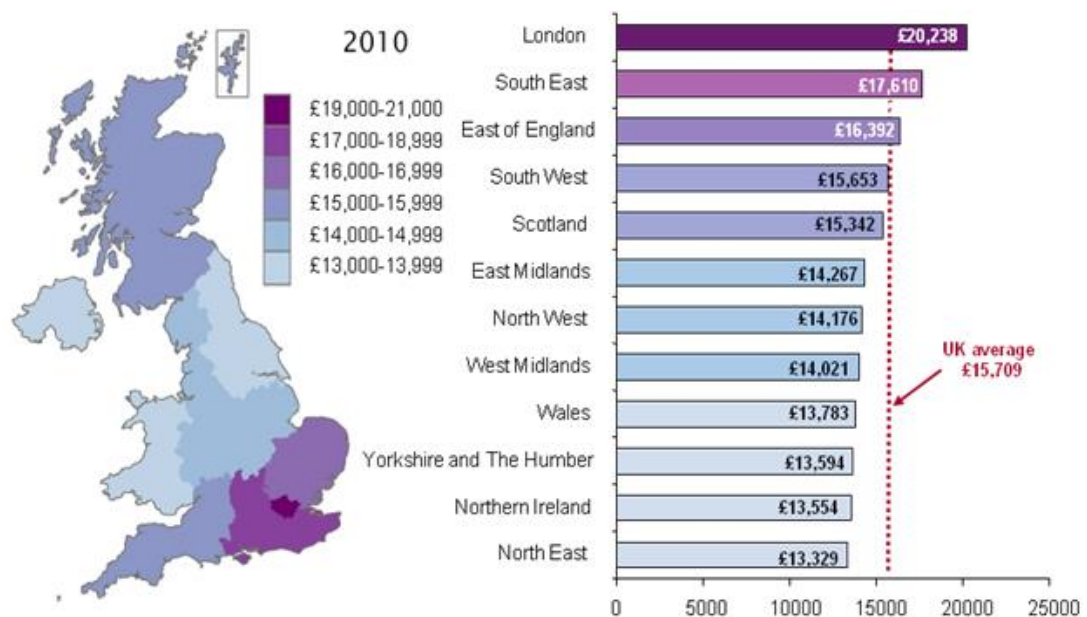 2010
£19,000-21,000
£17,000-18,999
£16,000-16,999
£15,000-15,999
£14,000-14,999
£13,000-13,999
London £20,238
South East £17,610
East of England £16,392
South West £15,653
Scotland £15,342
East Midlands £14,267
North West £14,176
West Midlands £14,021
Wales £13,783
Yorkshire and The Humber £13,594
Northern Ireland £13,554
North East £13,329
UK average
£15,709
0 5000 10000 15000 20000 25000